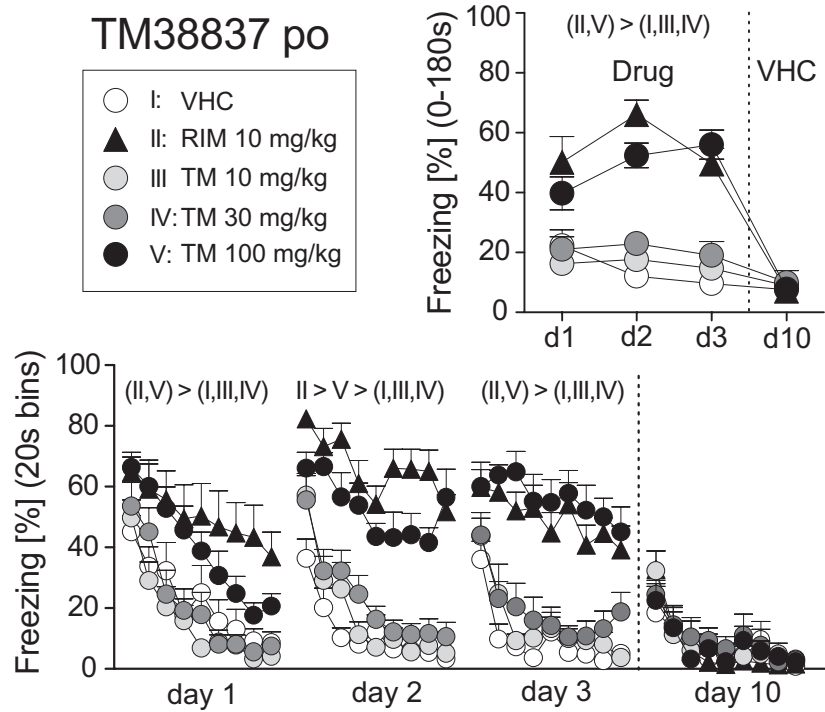 TM38837 po
I: VHC
II: RIM 10 mg/kg
III TM 10 mg/kg
IV: TM 30 mg/kg
V: TM 100 mg/kg
Freezing [%] (0-180s)
100
80
60
40
20
0
(II,V) > (I,III,IV)
Drug
VHC
d1
d2
d3
d10
Freezing [%] (20s bins)
100
80
60
40
20
0
(II,V) > (I,III,IV)
II > V > (I,III,IV)
(II,V) > (I,III,IV)
day 1
day 2
day 3
day 10